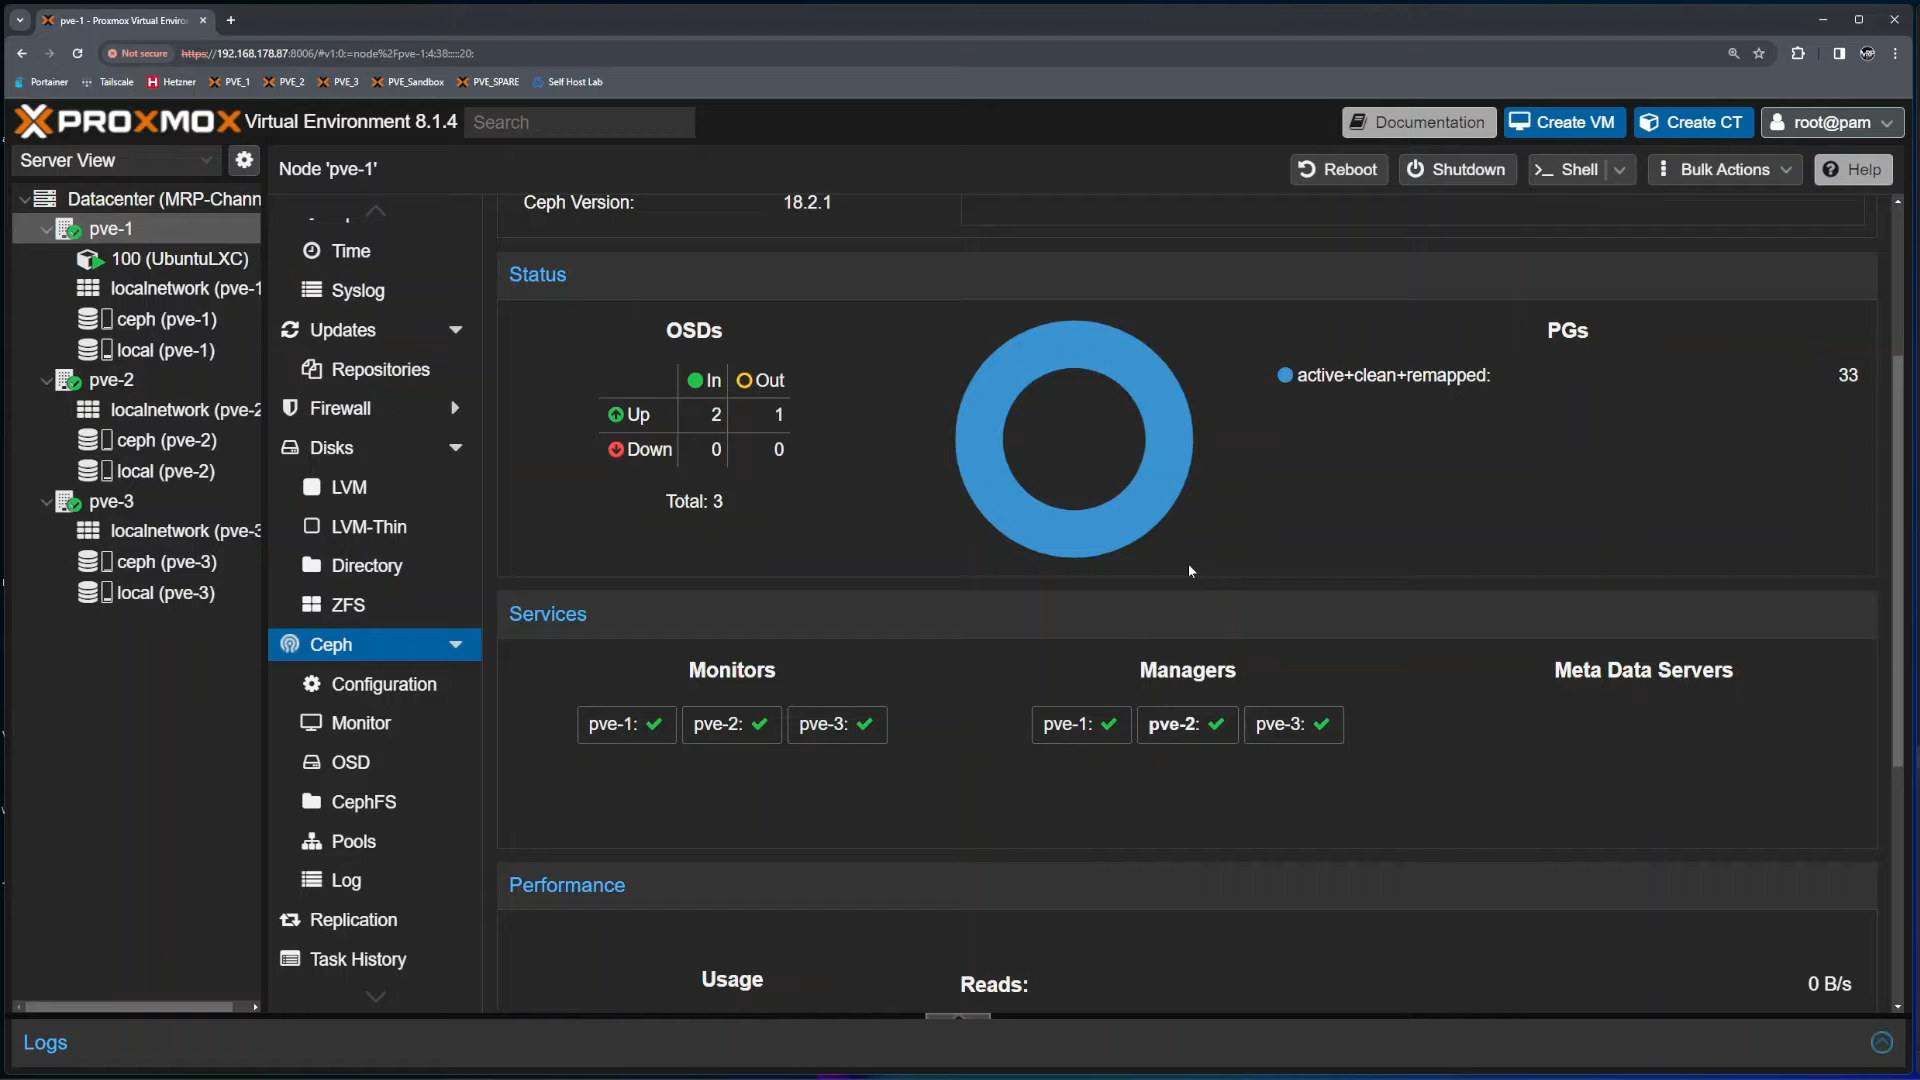 pve-1 - Proxmox Virtual Enviro
Not secure
https://192.168.178.87:8006/#v1:0:=node%2Fpve-1:4:38:::::20:
Portainer
Tailscale
Hetzner
PVE_1
PVE_2
PVE_3
PVE_Sandbox
PVE_SPARE
Self Host Lab
PROXMOX Virtual Environment 8.1.4
Search
Documentation
Create VM
Create CT
root@pam
Server View
Node 'pve-1'
Reboot
Shutdown
Shell
Bulk Actions
Help
Datacenter (MRP-Chann
pve-1
100 (UbuntuLXC)
localnetwork (pve-1
ceph (pve-1)
local (pve-1)
pve-2
localnetwork (pve-2
ceph (pve-2)
local (pve-2)
pve-3
localnetwork (pve-3
ceph (pve-3)
local (pve-3)
Time
Syslog
Updates
Repositories
Firewall
Disks
LVM
LVM-Thin
Directory
ZFS
Ceph
Configuration
Monitor
OSD
CephFS
Pools
Log
Replication
Task History
Ceph Version: 18.2.1
Status
OSDs
In Out
Up 2 1
Down 0 0
Total: 3
PGs
active+clean+remapped: 33
Services
Monitors
pve-1: pve-2: pve-3:
Managers
pve-1: pve-2: pve-3:
Meta Data Servers
Performance
Usage
Reads: 0 B/s
Logs